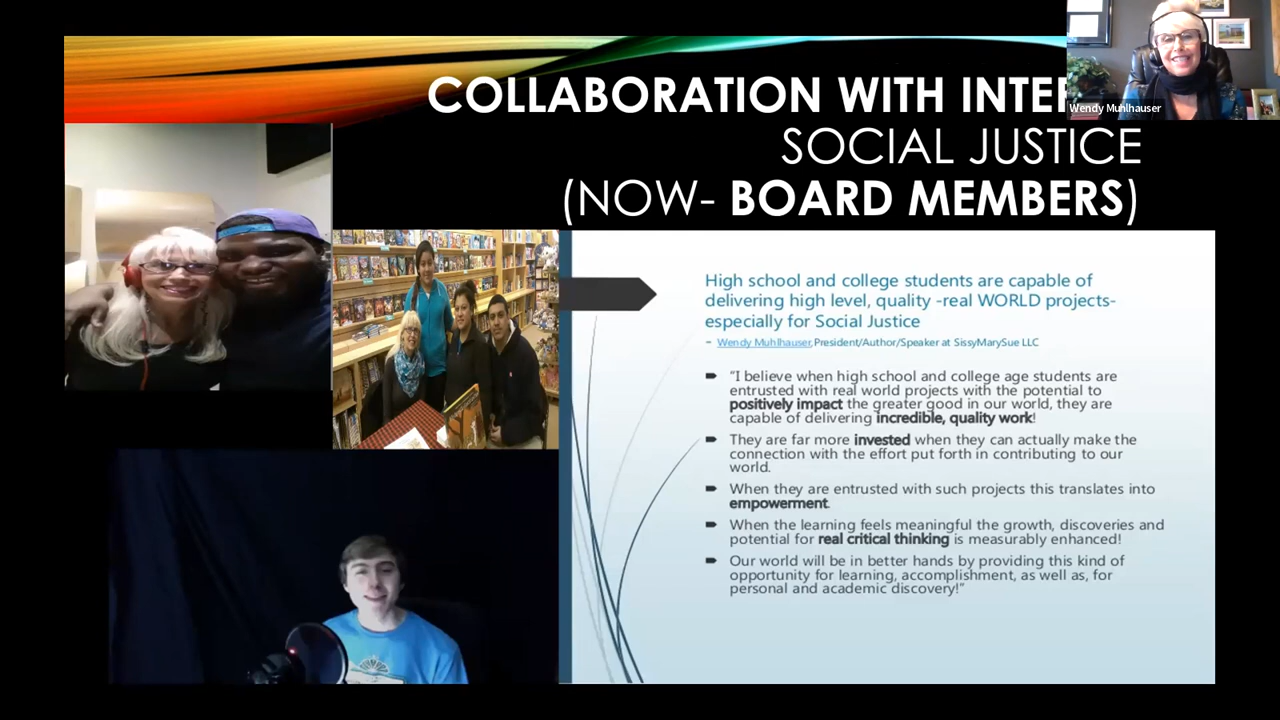 COLLABORATION WITH INTER
SOCIAL JUSTICE
(NOW- BOARD MEMBERS)
Wendy Muhlhauser
High school and college students are capable of
delivering high level, quality -real WORLD projects-
especially for Social Justice
– Wendy Muhlhauser,President/Author/Speaker at SissyMarySue LLC
"I believe when high school and college age students are
entrusted with real world projects with the potential to
positively impact the greater good in our world, they are
capable of delivering incredible, quality work!
They are far more invested when they can actually make the
connection with the effort put forth in contributing to our
world.
When they are entrusted with such projects this translates into
empowerment.
When the learning feels meaningful the growth, discoveries and
potential for real critical thinking is measurably enhanced!
Our world will be in better hands by providing this kind of
opportunity for learning, accomplishment, as well as, for
personal and academic discovery!"